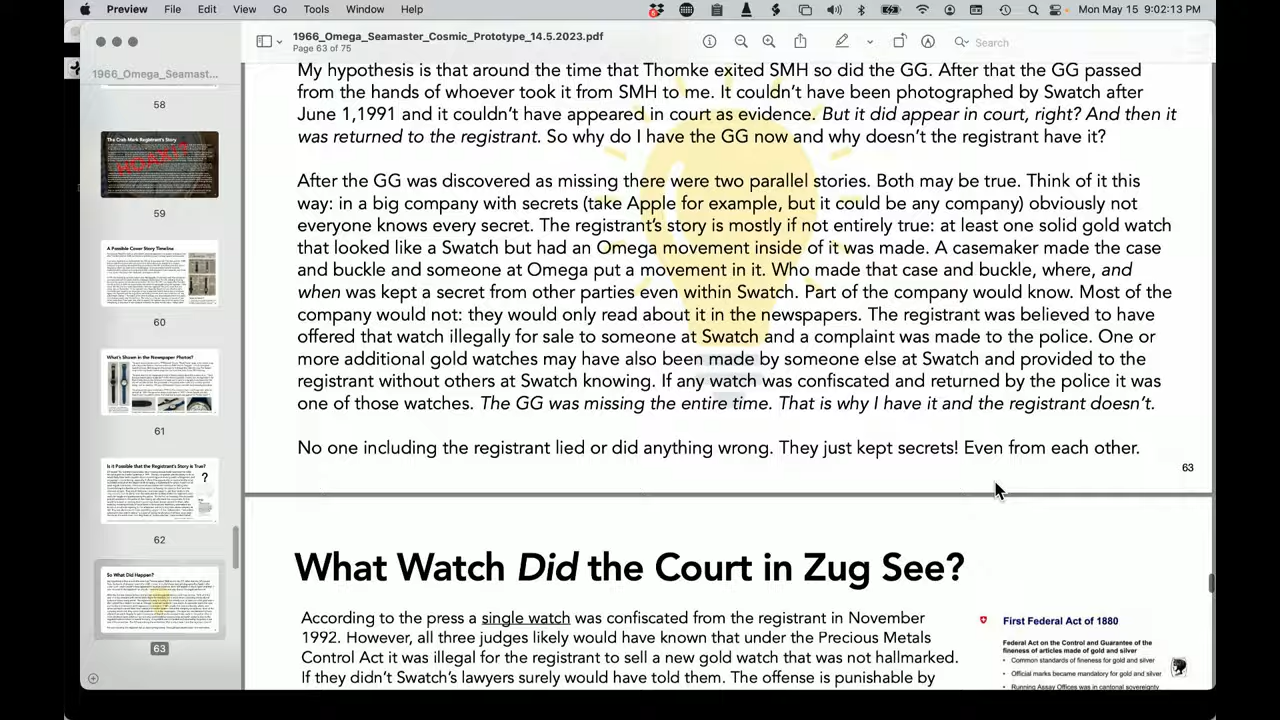 Preview File Edit View Go Tools Window Help Mon May 15 9:02:13 PM
1966_Omega_Seamaster_Cosmic_Prototype_14.5.2023.pdf
Page 63 of 75
Search
1966_Omega_Seamast...
58
The Crab Mark Registrant's Story
59
A Possible Cover Story Timeline
60
What's Shown in the Newspaper Photos?
61
Is it Possible that the Registrant's Story is True?
?
62
So What Did Happen?
63
My hypothesis is that around the time that Thomke exited SMH so did the GG. After that the GG passed
from the hands of whoever took it from SMH to me. It couldn't have been photographed by Swatch after
June 1,1991 and it couldn't have appeared in court as evidence. But it did appear in court, right? And then it
was returned to the registrant. So why do I have the GG now and why doesn't the registrant have it?
After the GG was discovered missing there were two parallel stories. Both may be true. Think of it this
way: in a big company with secrets (take Apple for example, but it could be any company) obviously not
everyone knows every secret. The registrant's story is mostly if not entirely true: at least one solid gold watch
that looked like a Swatch but had an Omega movement inside of it was made. A casemaker made the case
and buckle and someone at Omega put a movement in it. Who made that case and buckle, where, and
when was kept a secret from other parties even within Swatch. Part of the company would know. Most of the
company would not: they would only read about it in the newspapers. The registrant was believed to have
offered that watch illegally for sale to someone at Swatch and a complaint was made to the police. One or
more additional gold watches may have also been made by someone at Swatch and provided to the
registrant without others at Swatch knowing. If any watch was confiscated and returned by the police it was
one of those watches. The GG was missing the entire time. That is why I have it and the registrant doesn't.
No one including the registrant lied or did anything wrong. They just kept secrets! Even from each other.
63
What Watch Did the Court in Zug See?
According to the press a single watch was confiscated from the registrant in November
1992. However, all three judges likely would have known that under the Precious Metals
Control Act it was illegal for the registrant to sell a new gold watch that was not hallmarked.
If they didn't Swatch's lawyers surely would have told them. The offense is punishable by
First Federal Act of 1880
Federal Act on the Control and Guarantee of the
fineness of articles made of gold and silver
• Common standards of fineness for gold and silver
• Official marks became mandatory for gold and silver
• Running Assay Offices was in cantonal sovereignty